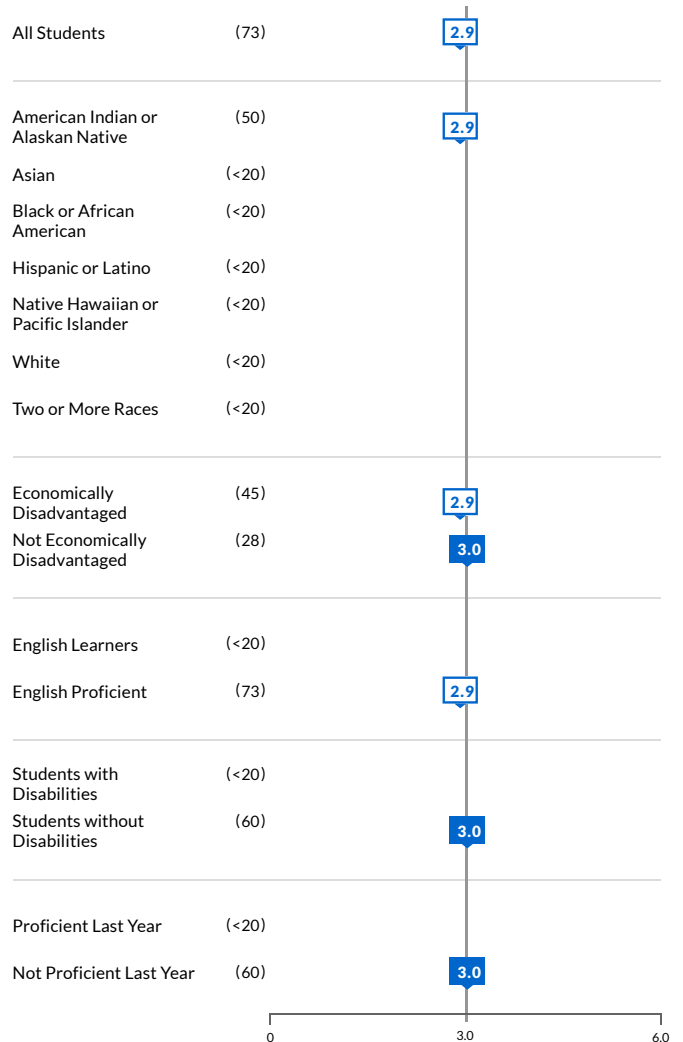 All Students (73) 2.9
American Indian or (50) 2.9
Alaskan Native
Asian (<20)
Black or African (<20)
American
Hispanic or Latino (<20)
Native Hawaiian or (<20)
Pacific Islander
White (<20)
Two or More Races (<20)
Economically (45) 2.9
Disadvantaged
Not Economically (28) 3.0
Disadvantaged
English Learners (<20)
English Proficient (73) 2.9
Students with (<20)
Disabilities
Students without (60) 3.0
Disabilities
Proficient Last Year (<20)
Not Proficient Last Year (60) 3.0
0 3.0 6.0